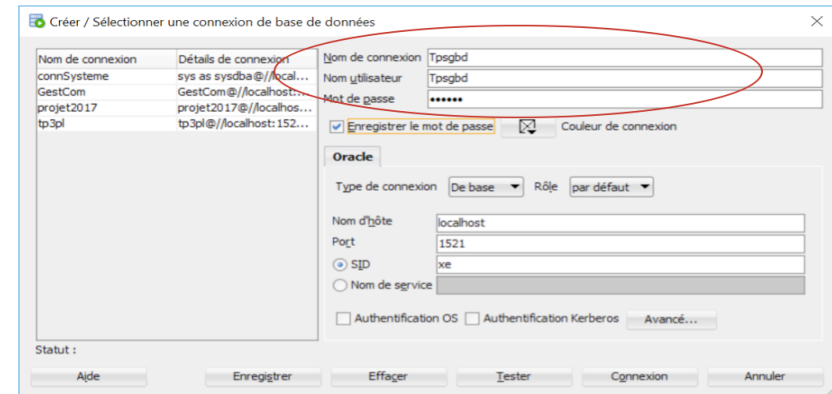 Créer / Sélectionner une connexion de base de données
Nom de connexion Détails de connexion
connSysteme sys as sysdba@//local...
GestCom GestCom@//localhost:...
projet2017 projet2017@//localhos...
tp3pl tp3pl@//localhost:152...
Nom de connexion Tpsgbd
Nom utilisateur Tpsgbd
Mot de passe ••••••
Enregistrer le mot de passe Couleur de connexion
Oracle
Type de connexion De base Rôle par défaut
Nom d'hôte localhost
Port 1521
SID xe
Nom de service
Authentification OS Authentification Kerberos Avancé...
Statut :
Aide Enregistrer Effacer Tester Connexion Annuler